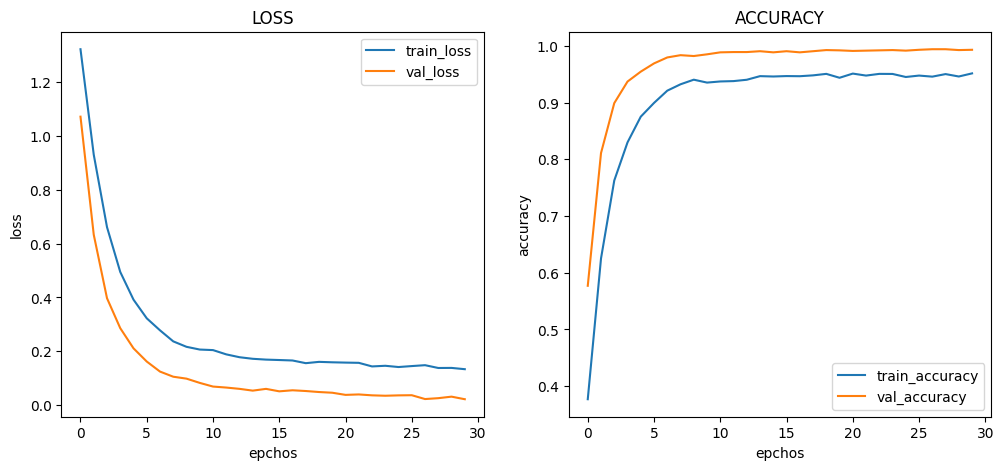 LOSS
train_loss
val_loss
loss
1.2
1.0
0.8
0.6
0.4
0.2
0.0
0 5 10 15 20 25 30
epchos
ACCURACY
accuracy
1.0
0.9
0.8
0.7
0.6
0.5
0.4
train_accuracy
val_accuracy
0 5 10 15 20 25 30
epchos